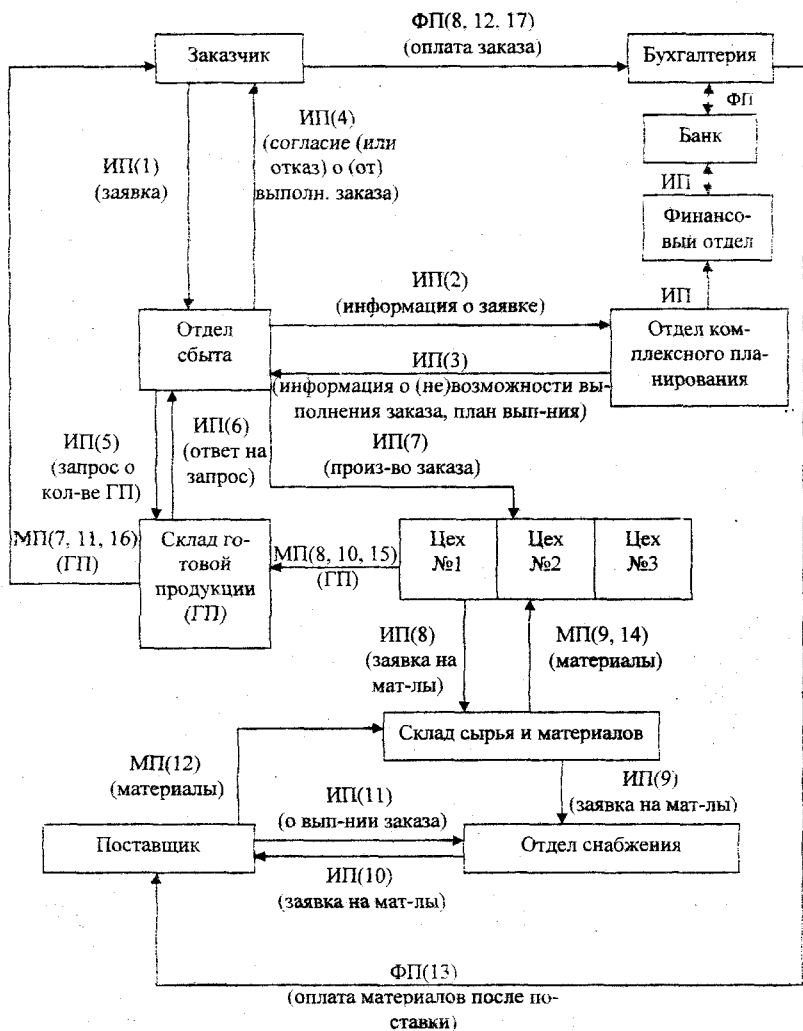 ФП(8, 12, 17)
(оплата заказа)
Заказчик
Бухгалтерия
ФП
Банк
ИП
Финансо-
вый отдел
ИП
ИП(1)
(заявка)
ИП(4)
(согласие (или
отказ) о (от)
выполн. заказа)
ИП(2)
(информация о заявке)
Отдел
сбыта
Отдел ком-
плексного пла-
нирования
ИП(3)
(информация о (не)возможности вы-
полнения заказа, план вып-ния)
ИП(5)
(запрос о
кол-ве ГП)
ИП(6)
(ответ на
запрос)
ИП(7)
(произ-во заказа)
МП(7, 11, 16)
(ГП)
Склад го-
товой
продукции
(ГП)
МП(8, 10, 15)
(ГП)
Цех
№1
Цех
№2
Цех
№3
ИП(8)
(заявка на
мат-лы)
МП(9, 14)
(материалы)
Склад сырья и материалов
МП(12)
(материалы)
ИП(11)
(о вып-нии заказа)
ИП(9)
(заявка на мат-лы)
Поставщик
Отдел снабжения
ИП(10)
(заявка на мат-лы)
ФП(13)
(оплата материалов после по-
ставки)